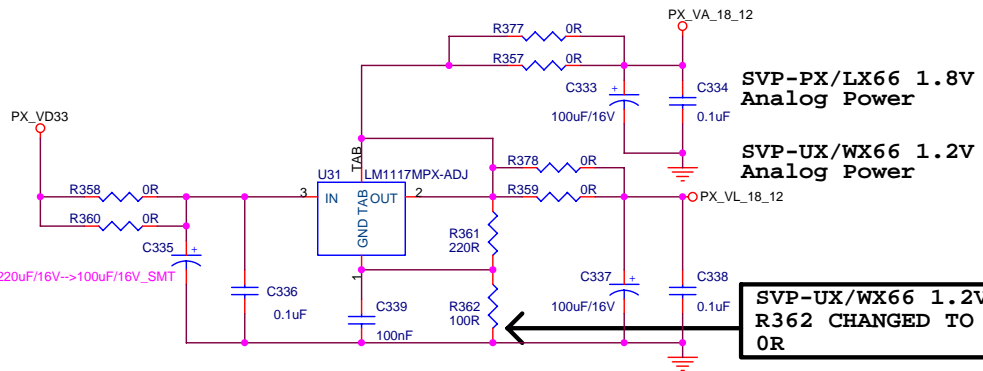 PX_VA_18_12
R377 0R
R357 0R
C333 + C334
100uF/16V 0.1uF
SVP-PX/LX66 1.8V
Analog Power
PX_VD33
SVP-UX/WX66 1.2V
Analog Power
TAB
U31 LM1117MPX-ADJ
R378 0R
R358 0R
3 IN GND TAB OUT 2
R359 0R
PX_VL_18_12
R360 0R
R361
220R
C335 +
220uF/16V-->100uF/16V_SMT
1
C336
0.1uF
C339
100nF
R362
100R
C337 + C338
100uF/16V 0.1uF
SVP-UX/WX66 1.2V
R362 CHANGED TO
0R